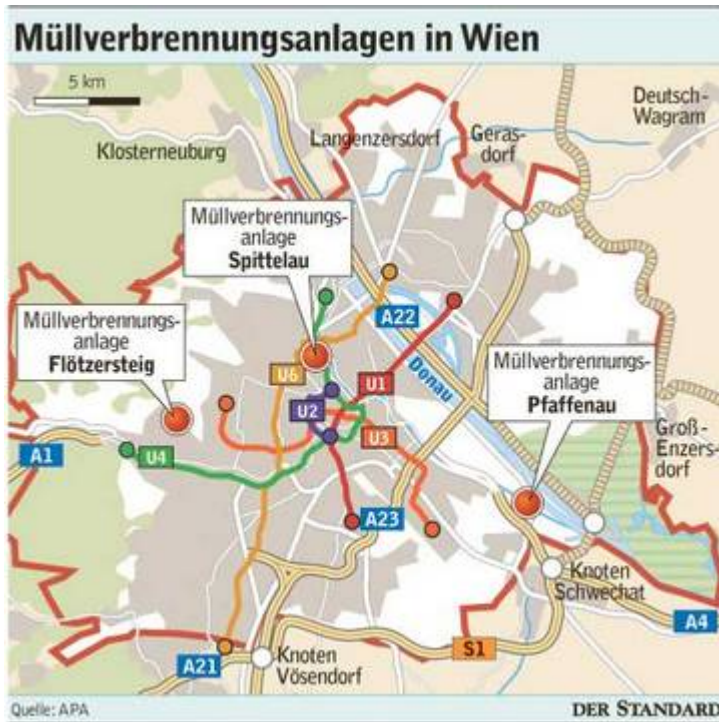 Müllverbrennungsanlagen in Wien
5 km
Deutsch-
Wagram
Langenzersdorf
Geras-
dorf
Klosterneuburg
Müllverbrennungs-
anlage
Spittelau
Müllverbrennungs-
anlage
Flötzersteig
A22
Müllverbrennungs-
anlage
Pfaffenau
Donau
U6
U1
U2
U3
U4
A1
Groß-
Enzers-
dorf
A23
Knoten
Schwechat
A4
S1
A21
Knoten
Vösendorf
Quelle: APA
DER STANDARD